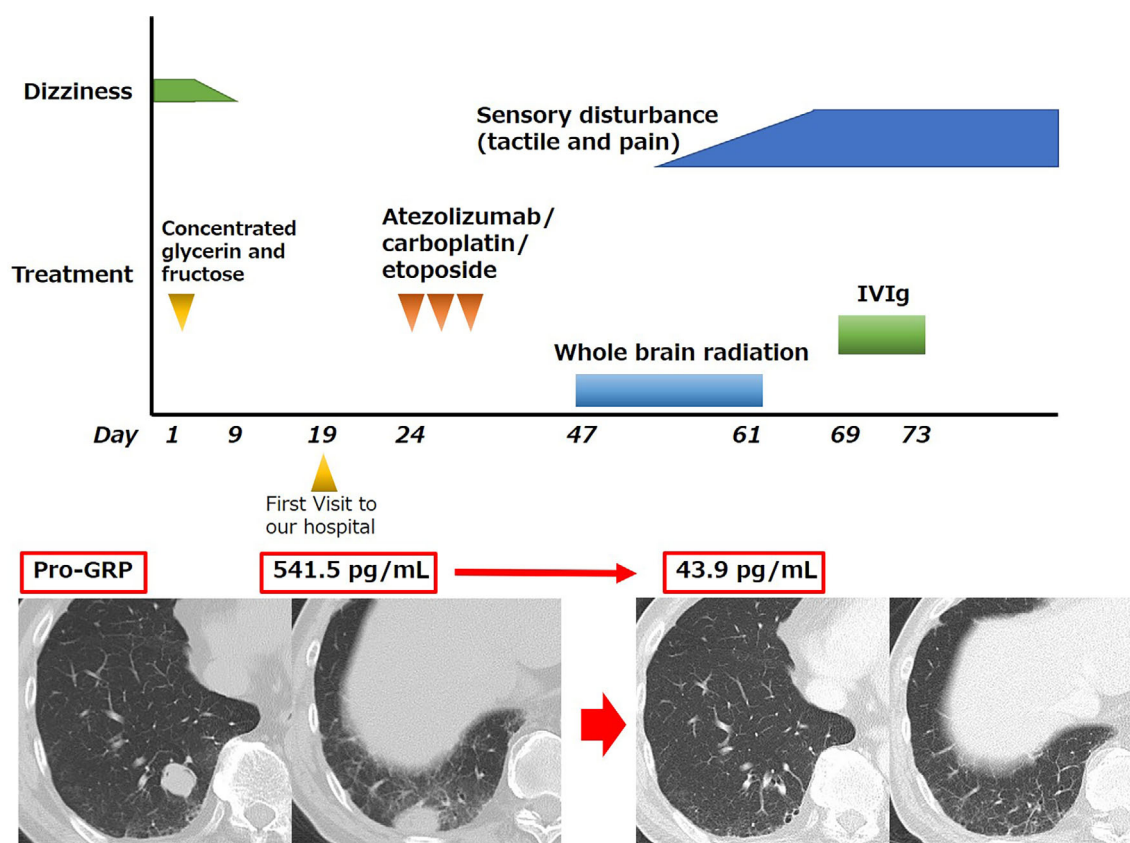 Dizziness
Sensory disturbance
(tactile and pain)
Treatment
Concentrated
glycerin and
fructose
Atezolizumab/
carboplatin/
etoposide
IVIg
Whole brain radiation
Day 1 9 19 24 47 61 69 73
First Visit to
our hospital
Pro-GRP 541.5 pg/mL 43.9 pg/mL